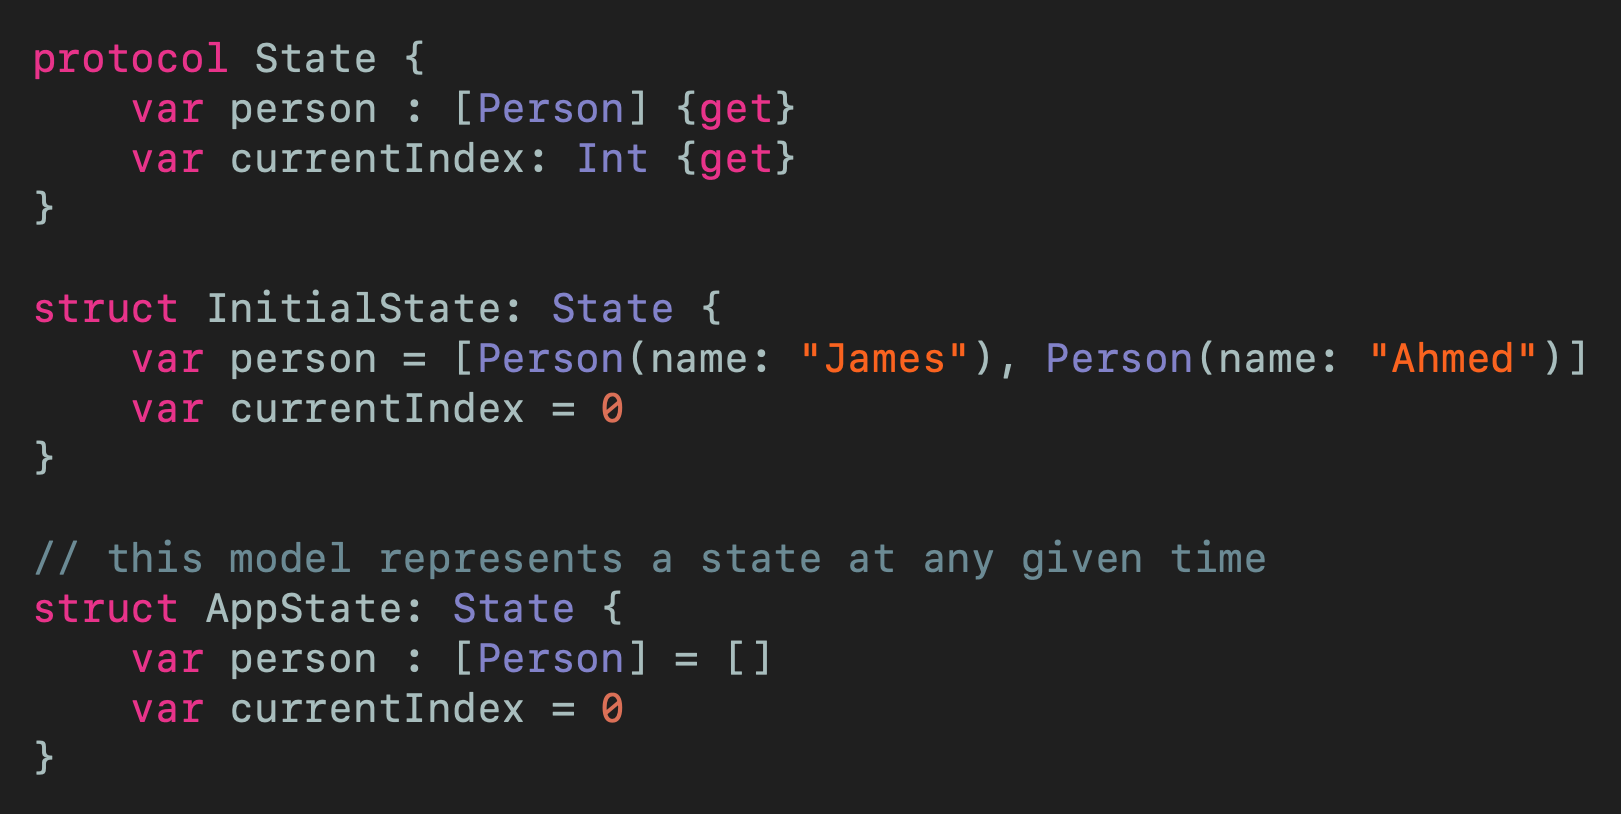 protocol State {
    var person : [Person] {get}
    var currentIndex: Int {get}
}

struct InitialState: State {
    var person = [Person(name: "James"), Person(name: "Ahmed")]
    var currentIndex = 0
}

// this model represents a state at any given time
struct AppState: State {
    var person : [Person] = []
    var currentIndex = 0
}